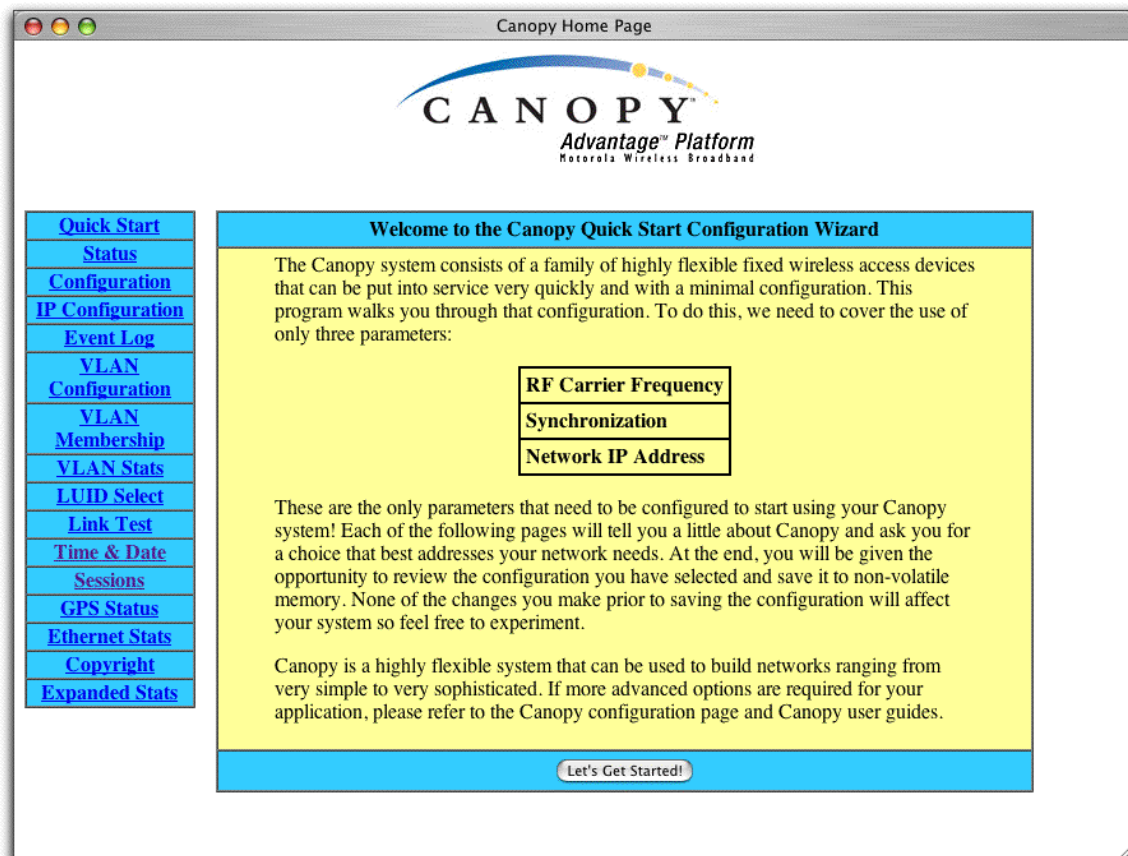 Canopy Home Page
CANOPY™
Advantage™ Platform
Motorola Wireless Broadband
Quick Start
Status
Configuration
IP Configuration
Event Log
VLAN
Configuration
VLAN
Membership
VLAN Stats
LUID Select
Link Test
Time & Date
Sessions
GPS Status
Ethernet Stats
Copyright
Expanded Stats
Welcome to the Canopy Quick Start Configuration Wizard
The Canopy system consists of a family of highly flexible fixed wireless access devices
that can be put into service very quickly and with a minimal configuration. This
program walks you through that configuration. To do this, we need to cover the use of
only three parameters:
RF Carrier Frequency
Synchronization
Network IP Address
These are the only parameters that need to be configured to start using your Canopy
system! Each of the following pages will tell you a little about Canopy and ask you for
a choice that best addresses your network needs. At the end, you will be given the
opportunity to review the configuration you have selected and save it to non-volatile
memory. None of the changes you make prior to saving the configuration will affect
your system so feel free to experiment.
Canopy is a highly flexible system that can be used to build networks ranging from
very simple to very sophisticated. If more advanced options are required for your
application, please refer to the Canopy configuration page and Canopy user guides.
Let's Get Started!